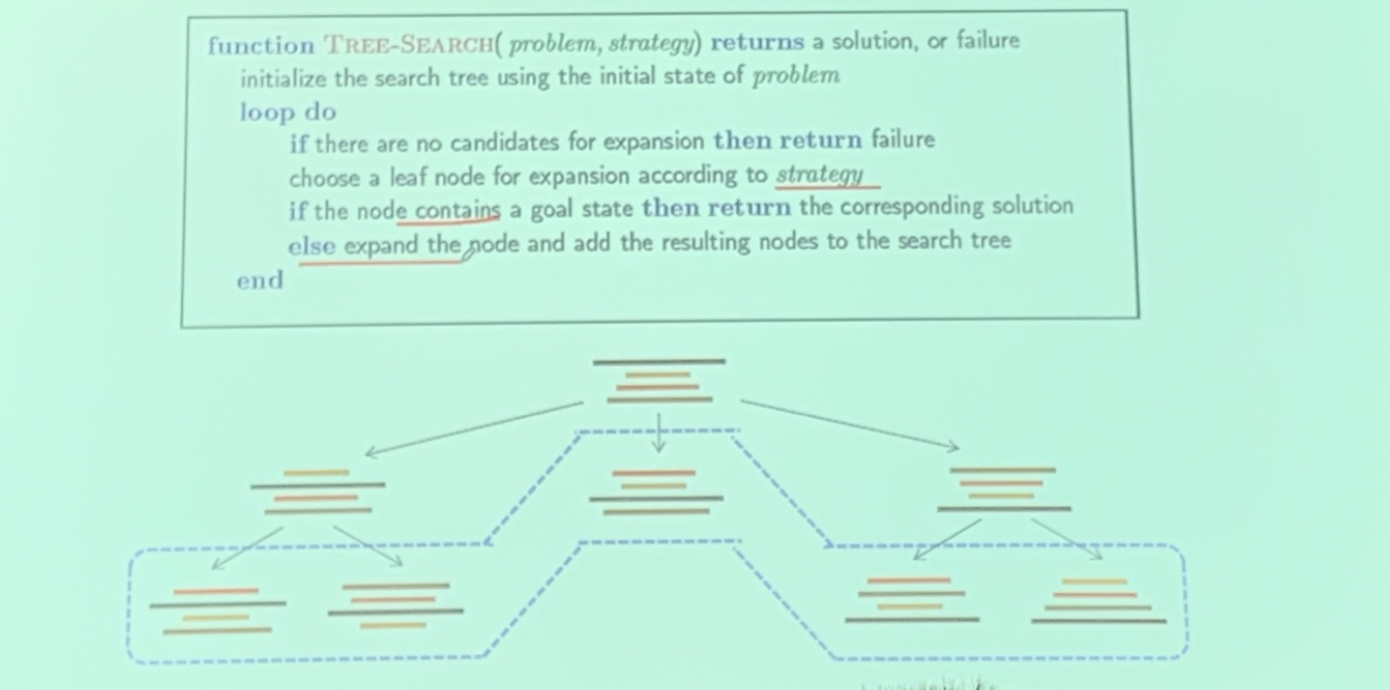 function TREE-SEARCH( problem, strategy) returns a solution, or failure
initialize the search tree using the initial state of problem
loop do
if there are no candidates for expansion then return failure
choose a leaf node for expansion according to strategy
if the node contains a goal state then return the corresponding solution
else expand the node and add the resulting nodes to the search tree
end